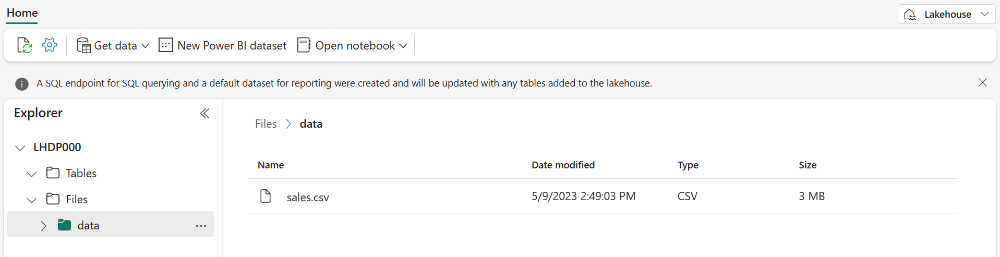 Home
Lakehouse
Get data
New Power BI dataset
Open notebook
A SQL endpoint for SQL querying and a default dataset for reporting were created and will be updated with any tables added to the lakehouse.
Explorer
LHDP000
Tables
Files
data
Files > data
Name Date modified Type Size
sales.csv 5/9/2023 2:49:03 PM CSV 3 MB